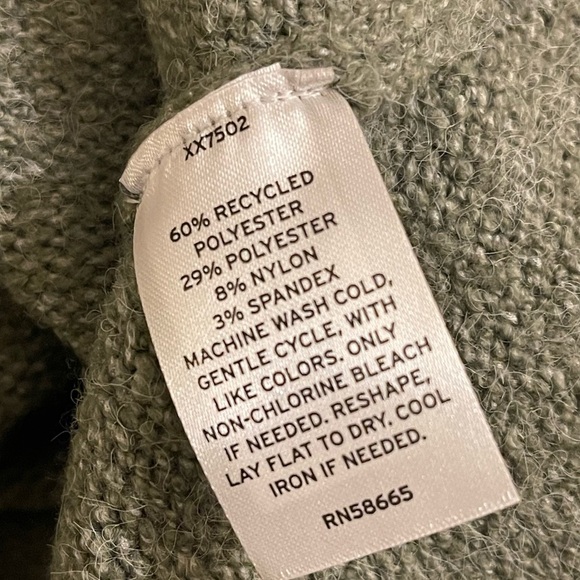 XX7502
60% RECYCLED
POLYESTER
29% POLYESTER
8% NYLON
3% SPANDEX
MACHINE WASH COLD,
GENTLE CYCLE, WITH
LIKE COLORS. ONLY
NON-CHLORINE BLEACH
IF NEEDED. RESHAPE,
LAY FLAT TO DRY. COOL
IRON IF NEEDED.
RN58665